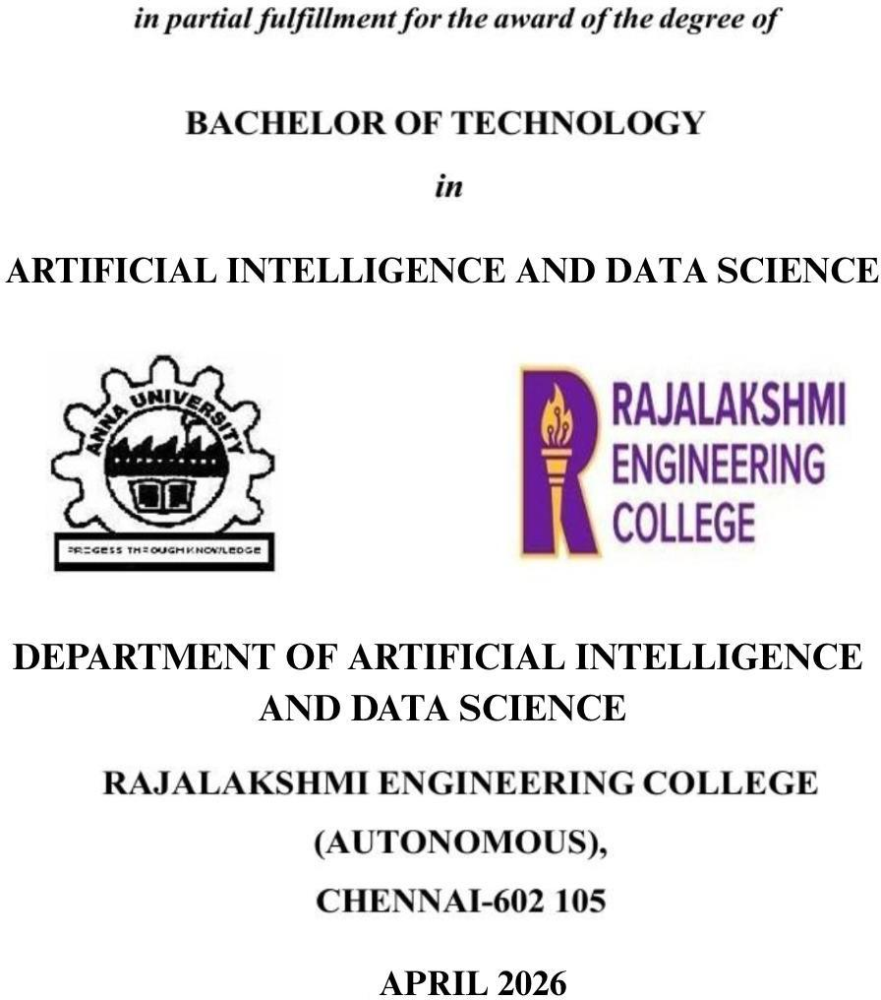 in partial fulfillment for the award of the degree of
BACHELOR OF TECHNOLOGY
in
ARTIFICIAL INTELLIGENCE AND DATA SCIENCE
ANNA UNIVERSITY
PROGESS THROUGH KNOWLEDGE
RAJALAKSHMI
ENGINEERING
COLLEGE
DEPARTMENT OF ARTIFICIAL INTELLIGENCE
AND DATA SCIENCE
RAJALAKSHMI ENGINEERING COLLEGE
(AUTONOMOUS),
CHENNAI-602 105
APRIL 2026